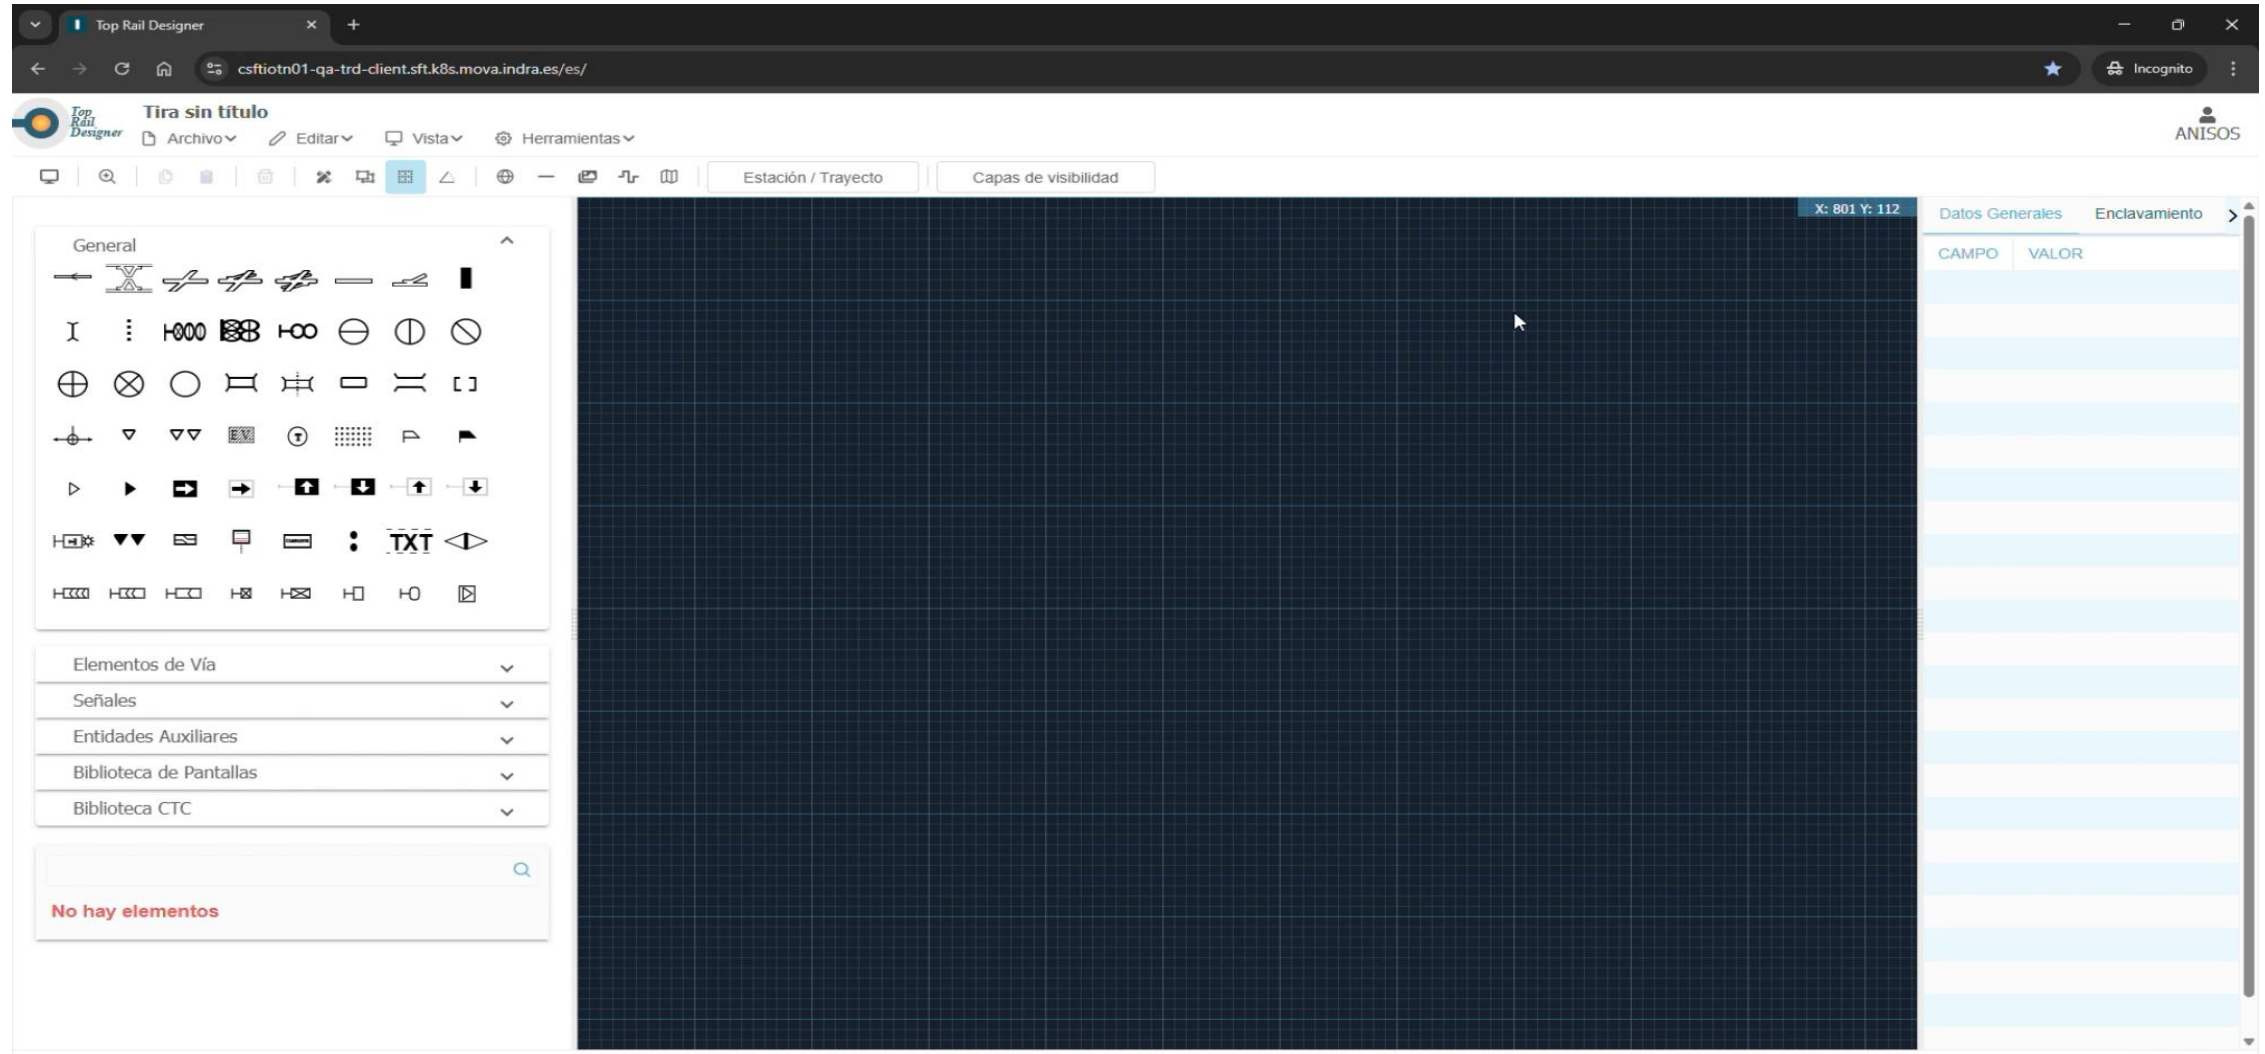 Top Rail Designer
csftiotn01-qa-trd-client.sft.k8s.mova.indra.es/es/
Incognito
Top
Rail
Designer
Tira sin título
Archivo
Editar
Vista
Herramientas
ANISOS
Estación / Trayecto
Capas de visibilidad
X: 801 Y: 112
Datos Generales
Enclavamiento
CAMPO
VALOR
General
E.V.
T
TXT
Elementos de Vía
Señales
Entidades Auxiliares
Biblioteca de Pantallas
Biblioteca CTC
No hay elementos